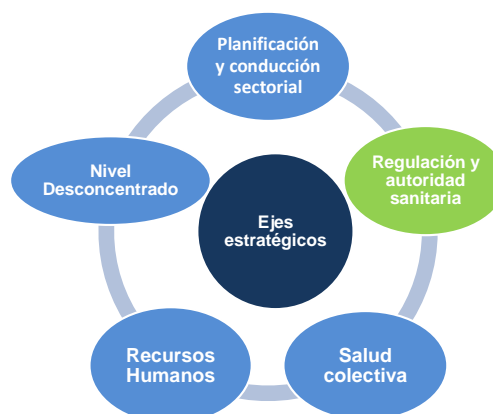 Planificación
y conducción
sectorial
Regulación y
autoridad
sanitaria
Nivel
Desconcentrado
Ejes
estratégicos
Recursos
Humanos
Salud
colectiva